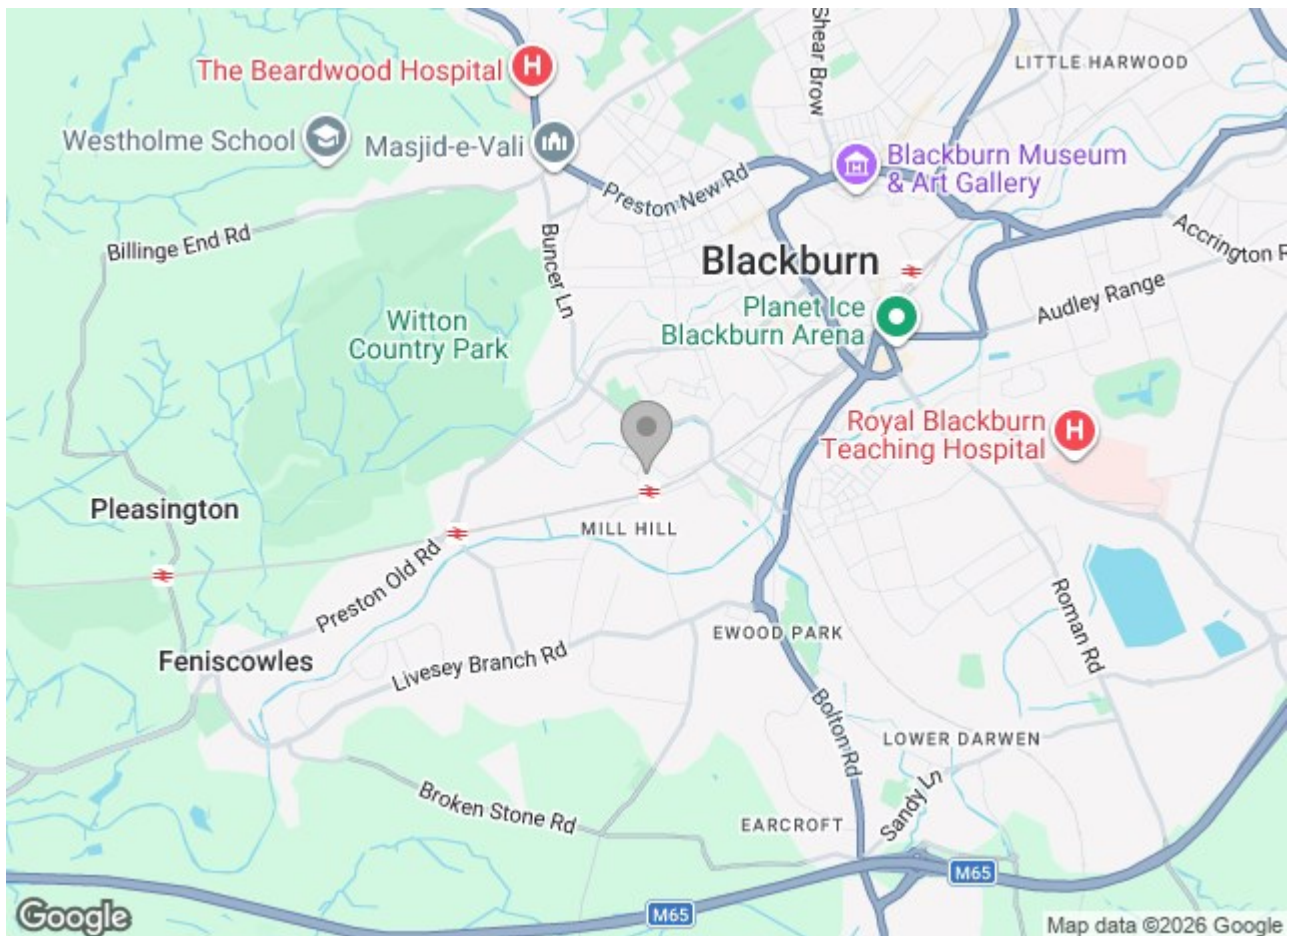 Shear Brow
LITTLE HARWOOD
The Beardwood Hospital
H
Westholme School
Masjid-e-Vali
Blackburn Museum
& Art Gallery
Preston New Rd
Billinge End Rd
Buncer Ln
Accrington R
Blackburn
Audley Range
Planet Ice
Blackburn Arena
Witton
Country Park
Royal Blackburn
Teaching Hospital
H
Pleasington
MILL HILL
Preston Old Rd
Roman Rd
EWOOD PARK
Feniscowles
Livesey Branch Rd
Bolton Rd
LOWER DARWEN
Sandy Ln
Broken Stone Rd
EARCROFT
M65
M65
Google
Map data ©2026 Google